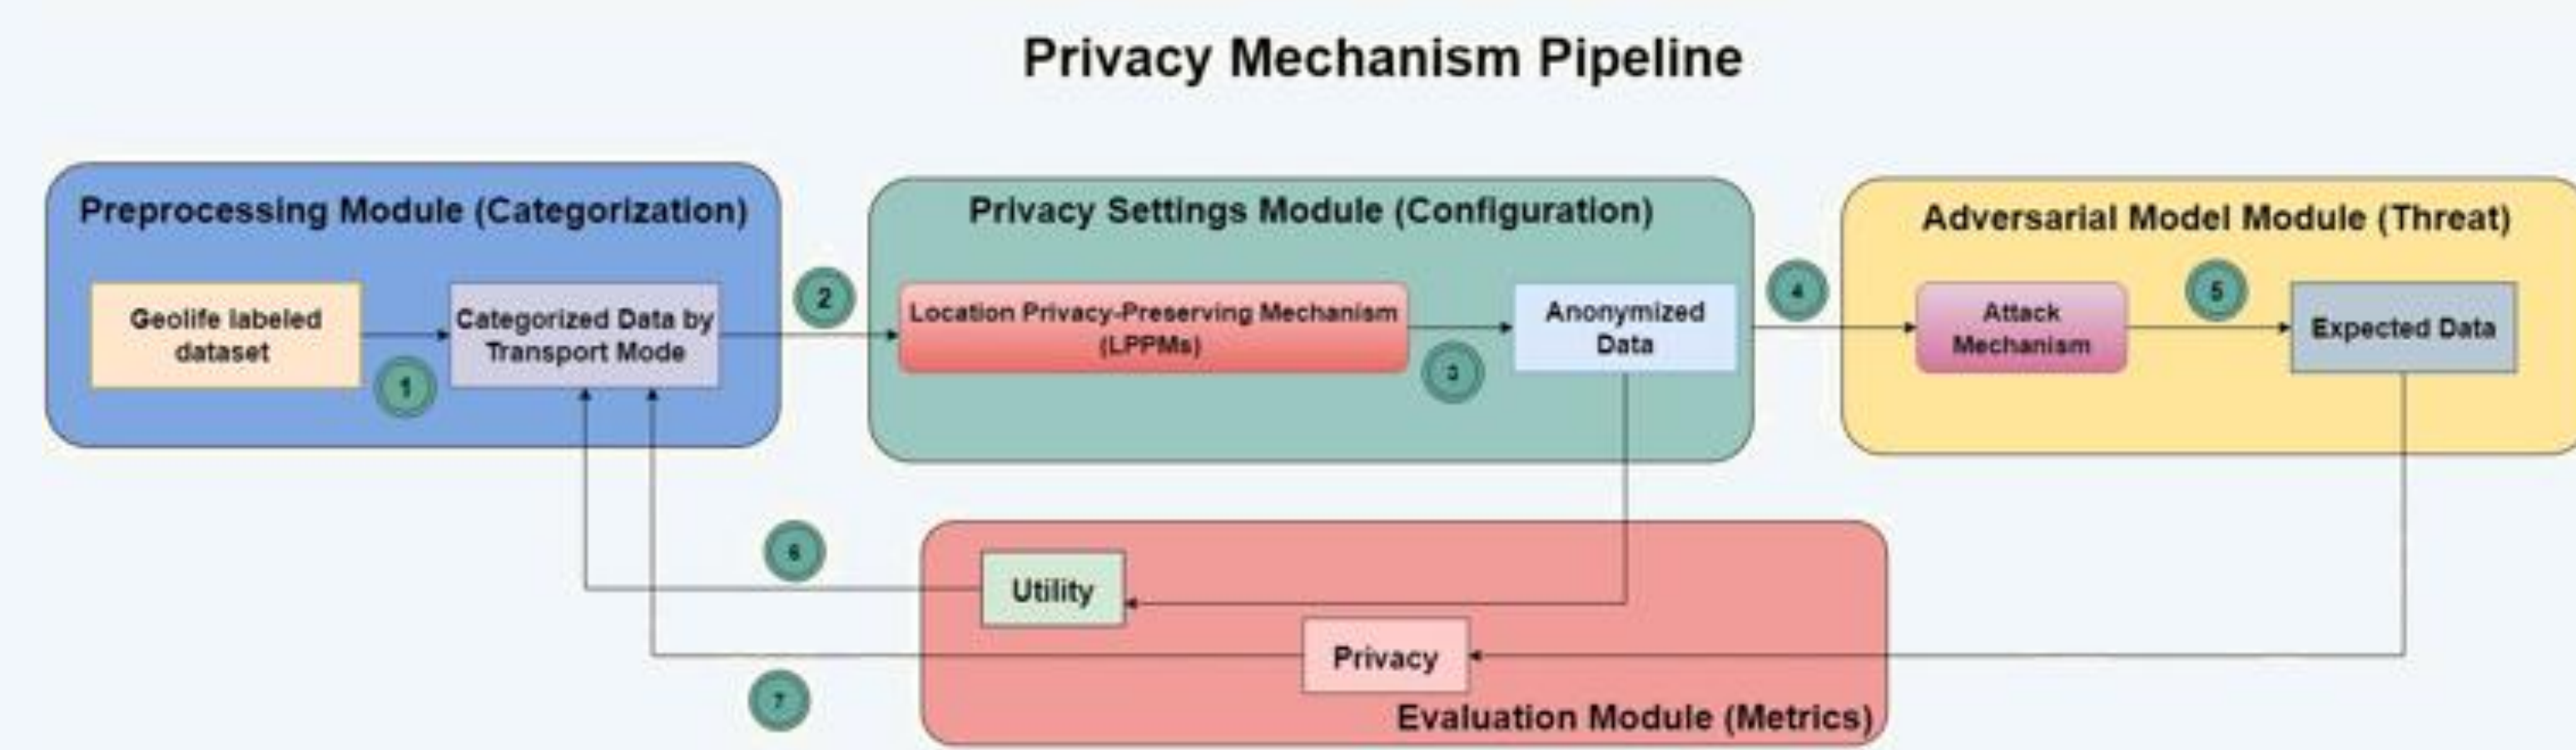 Privacy Mechanism Pipeline
Preprocessing Module (Categorization)
Geolife labeled
dataset
1
Categorized Data by
Transport Mode
2
Privacy Settings Module (Configuration)
Location Privacy-Preserving Mechanism
(LPPMs)
3
Anonymized
Data
4
Adversarial Model Module (Threat)
Attack
Mechanism
5
Expected Data
6
Utility
7
Privacy
Evaluation Module (Metrics)